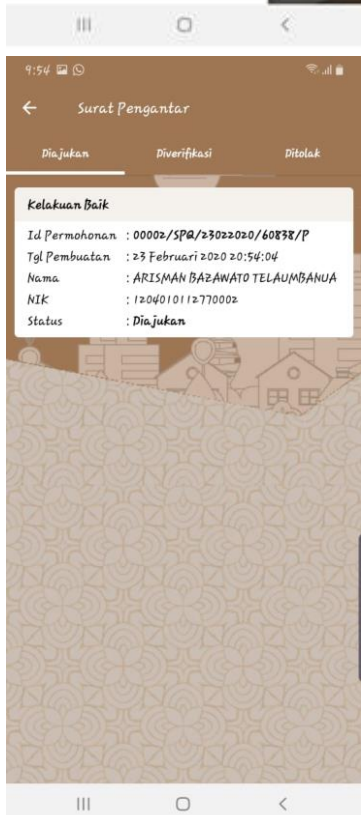 9:54
Surat Pengantar
Diajukan Diverifikasi Ditolak
Kelakuan Baik
Id Permohonan : 00002/SPQ/23022020/60838/P
Tgl Pembuatan : 23 Februari 2020 20:54:04
Nama : ARISMAN BAZAWATO TELAUMBANUA
NIK : 1204010112770002
Status : Diajukan